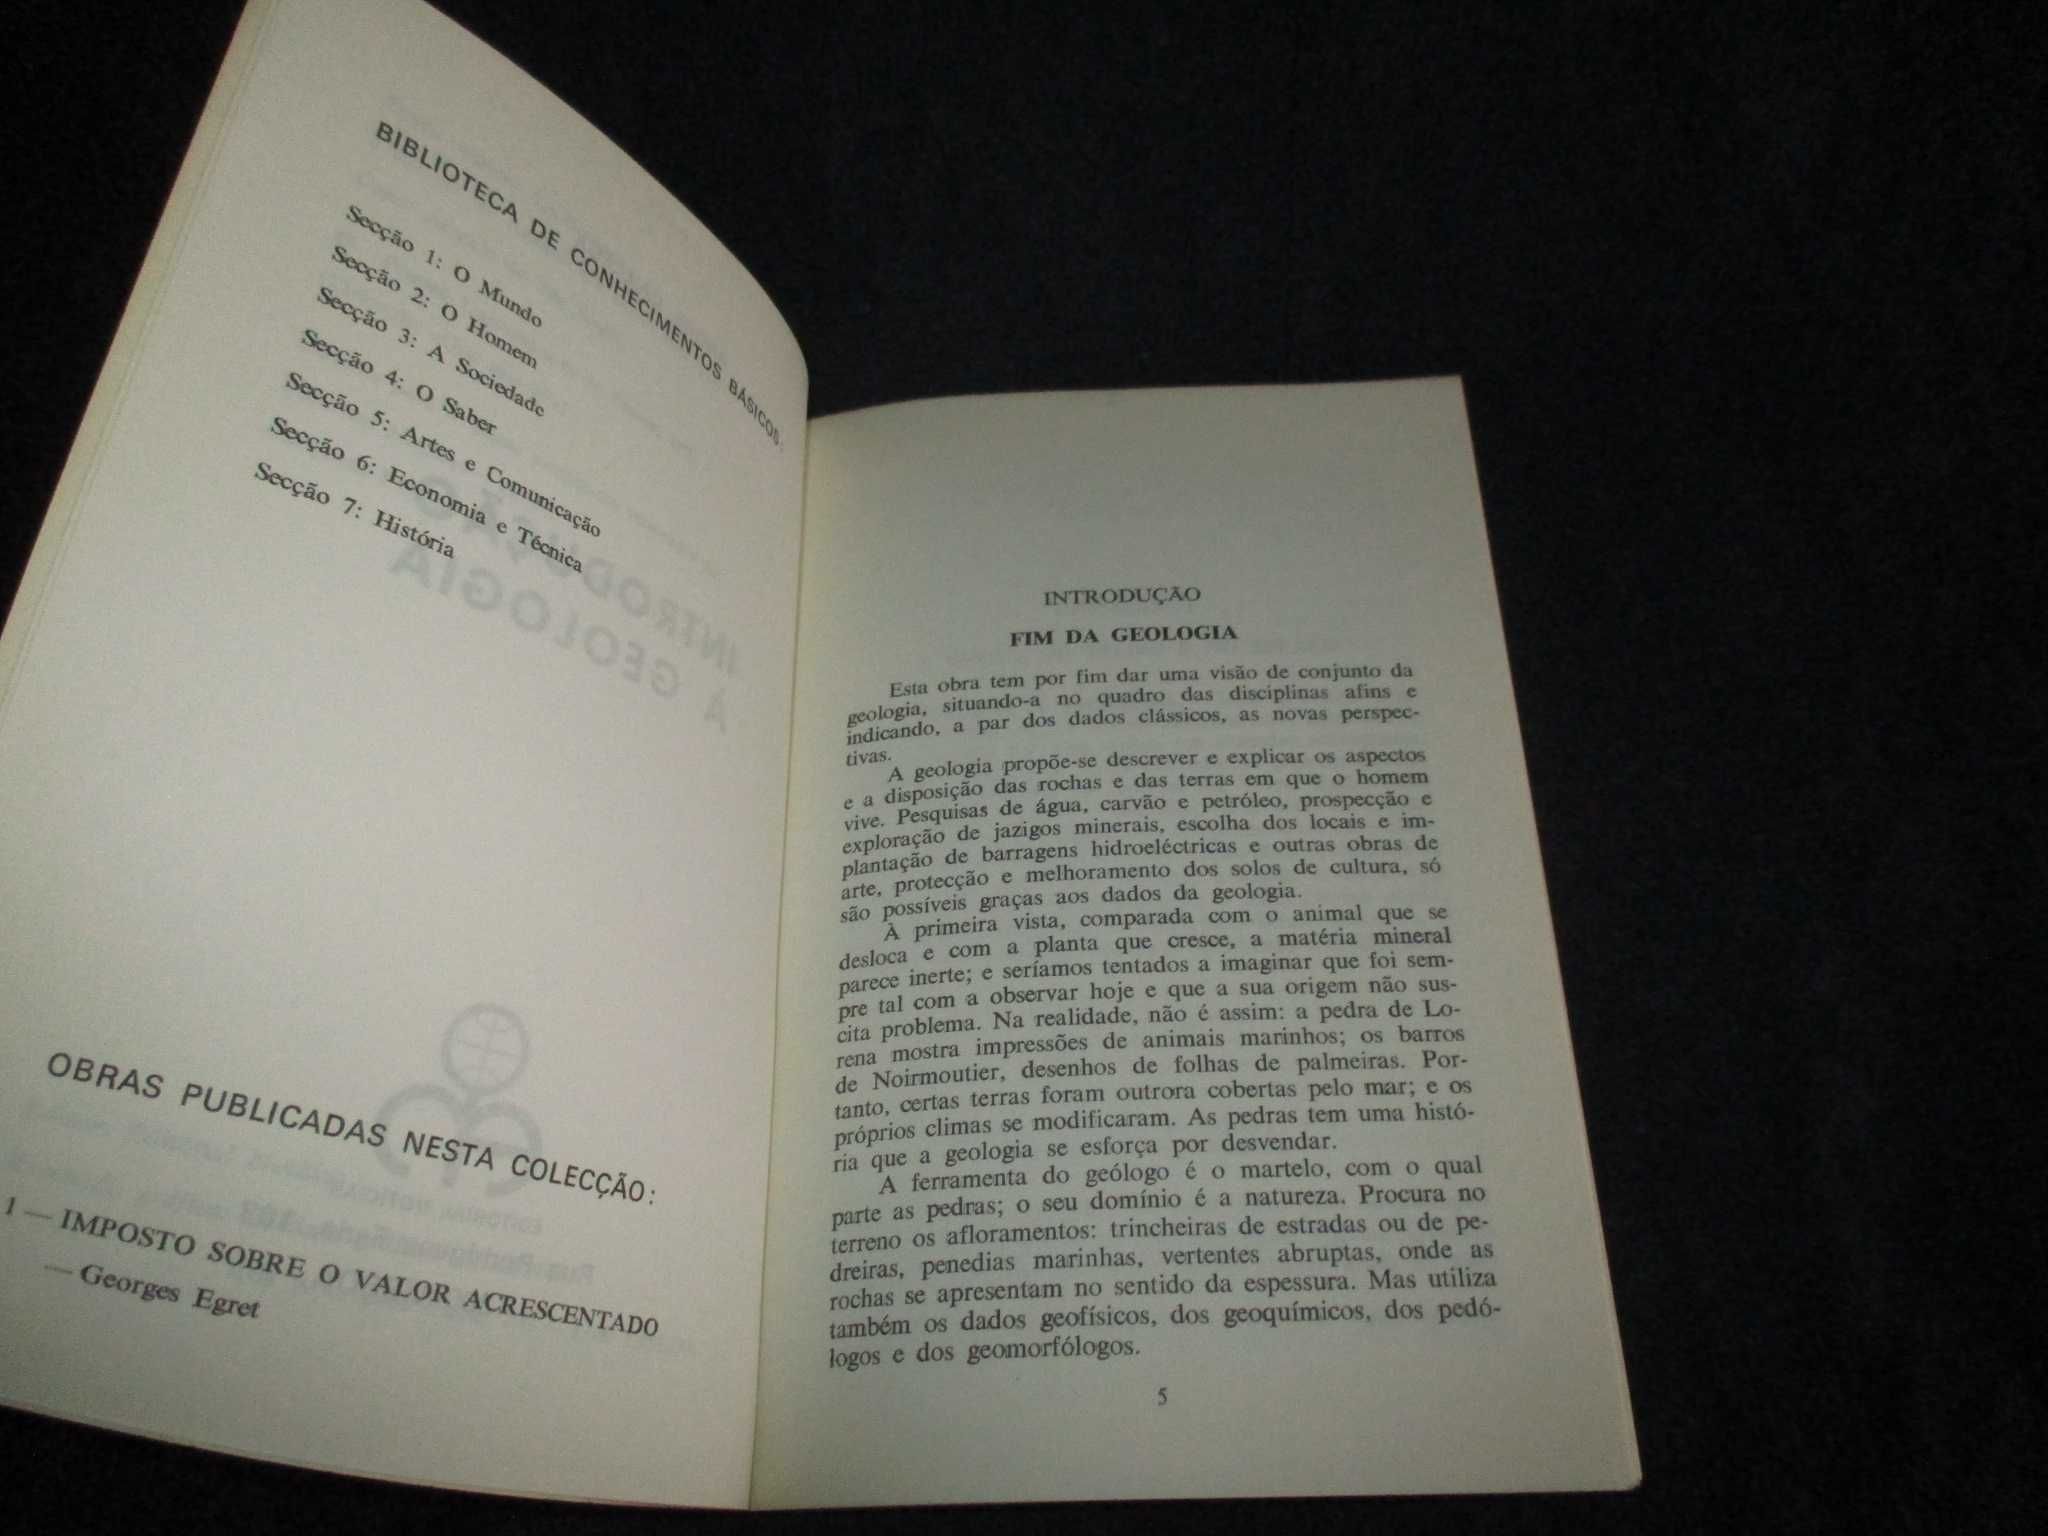 BIBLIOTECA DE CONHECIMENTOS BÁSICOS:
Secção 1: O Mundo
Secção 2: O Homem
Secção 3: A Sociedade
Secção 4: O Saber
Secção 5: Artes e Comunicação
Secção 6: Economia e Técnica
Secção 7: História
INTRODUÇÃO
À GEOLOGIA
OBRAS PUBLICADAS NESTA COLECÇÃO:
1 — IMPOSTO SOBRE O VALOR ACRESCENTADO
— Georges Egret
EDITORIAL NOTÍCIAS
INTRODUÇÃO
FIM DA GEOLOGIA
Esta obra tem por fim dar uma visão de conjunto da
geologia, situando-a no quadro das disciplinas afins e
indicando, a par dos dados clássicos, as novas perspec-
tivas.
A geologia propõe-se descrever e explicar os aspectos
e a disposição das rochas e das terras em que o homem
vive. Pesquisas de água, carvão e petróleo, prospecção e
exploração de jazigos minerais, escolha dos locais e im-
plantação de barragens hidroeléctricas e outras obras de
arte, protecção e melhoramento dos solos de cultura, só
são possíveis graças aos dados da geologia.
À primeira vista, comparada com o animal que se
desloca e com a planta que cresce, a matéria mineral
parece inerte; e seríamos tentados a imaginar que foi sem-
pre tal com a observar hoje e que a sua origem não sus-
cita problema. Na realidade, não é assim: a pedra de Lo-
rena mostra impressões de animais marinhos; os barros
de Noirmoutier, desenhos de folhas de palmeiras. Por-
tanto, certas terras foram outrora cobertas pelo mar; e os
próprios climas se modificaram. As pedras tem uma histó-
ria que a geologia se esforça por desvendar.
A ferramenta do geólogo é o martelo, com o qual
parte as pedras; o seu domínio é a natureza. Procura no
terreno os afloramentos: trincheiras de estradas ou de pe-
dreiras, penedias marinhas, vertentes abruptas, onde as
rochas se apresentam no sentido da espessura. Mas utiliza
também os dados geofísicos, dos geoquímicos, dos pedó-
logos e dos geomorfólogos.
5